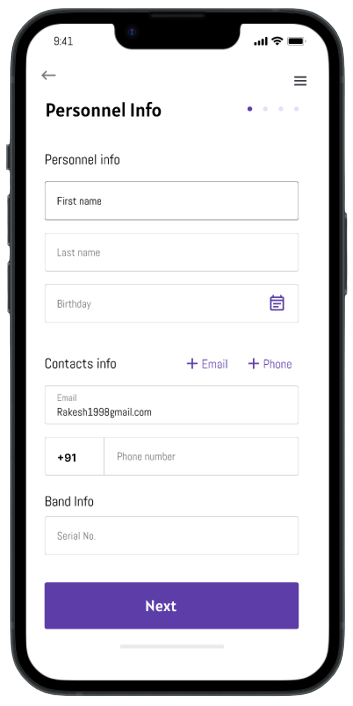 9:41
Personnel Info
Personnel info
First name
Last name
Birthday
Contacts info + Email + Phone
Email
Rakesh1998gmail.com
+91 Phone number
Band Info
Serial No.
Next